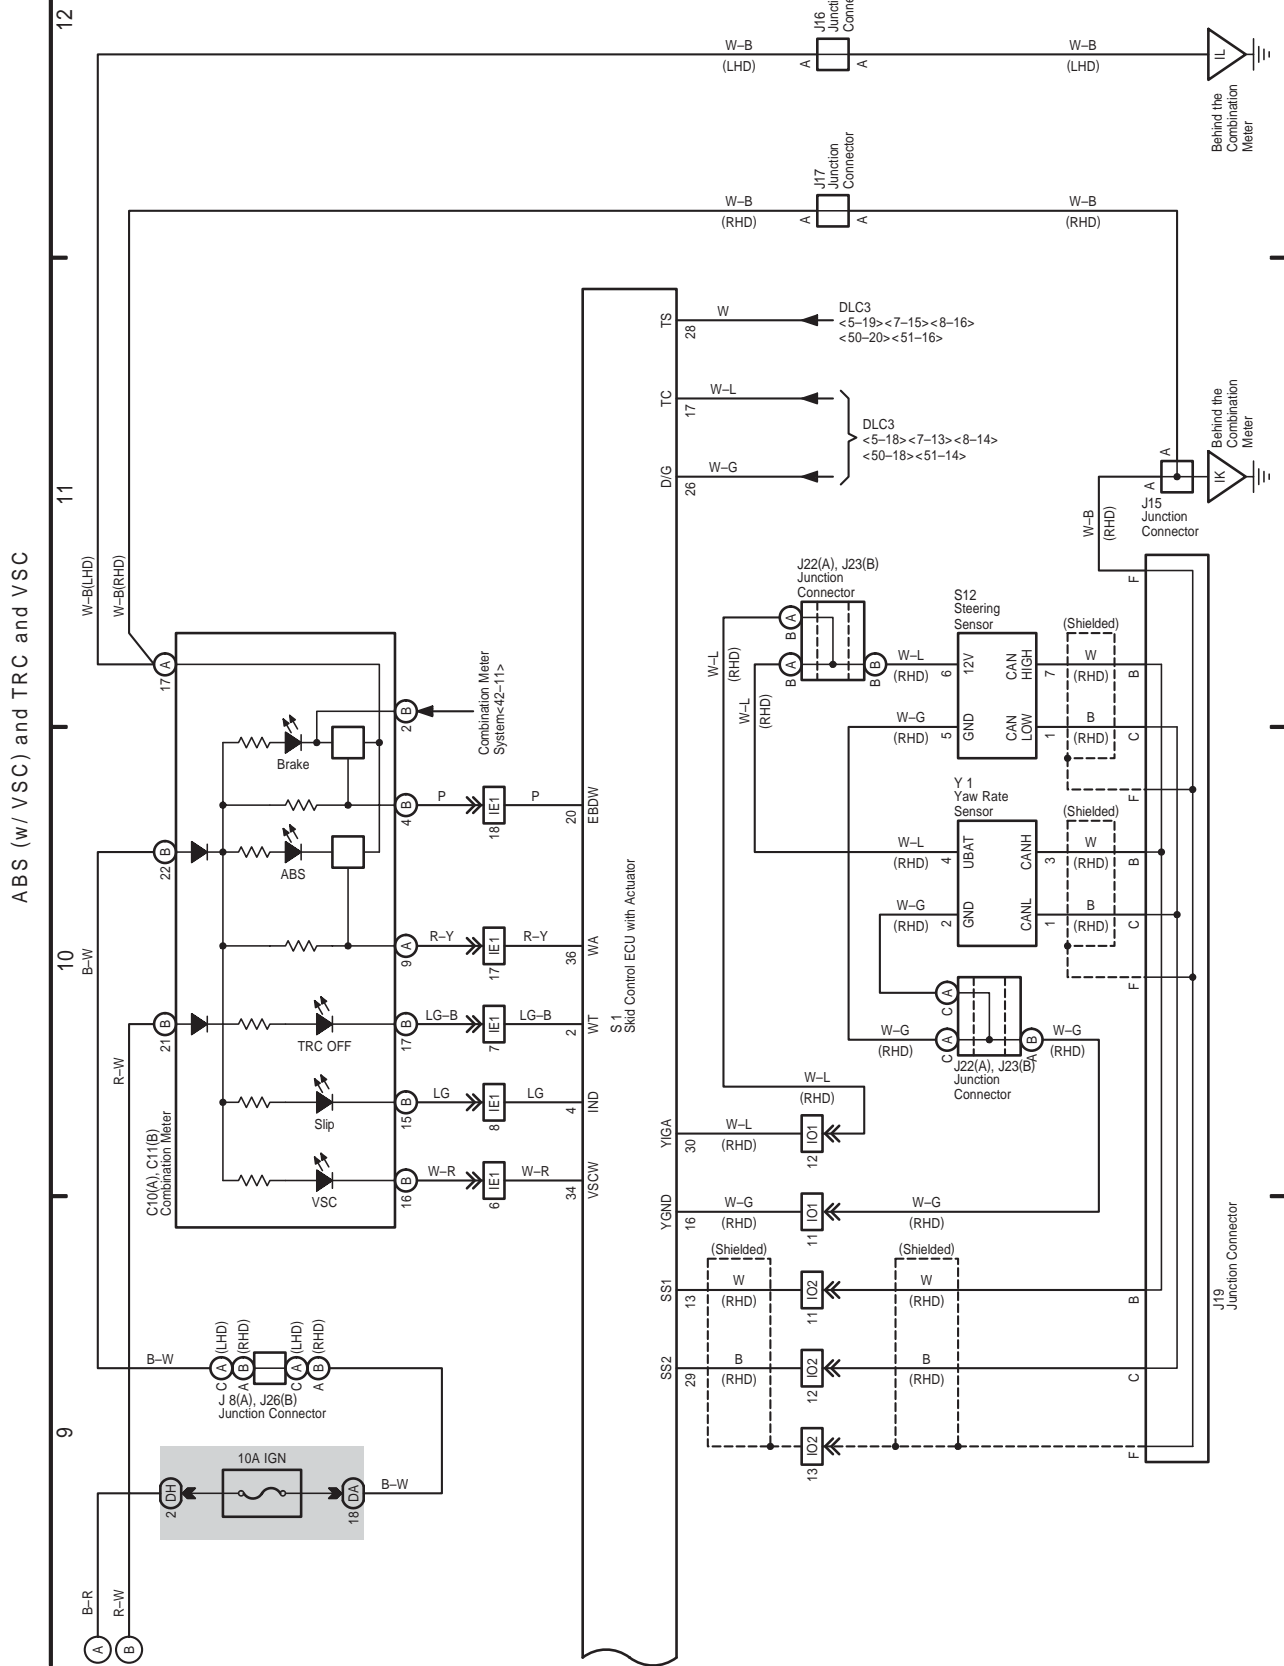 ABS (w/ VSC) and TRC and VSC
12
11
10
9
W–B
(LHD)
A
J16
A
W–B
(LHD)
IL
Behind the
Combination
Meter
W–B
(RHD)
A
J17
Junction
Connector
A
W–B
(RHD)
TS
28
W
DLC3
<5–19><7–15><8–16>
<50–20><51–16>
TC
17
W–L
DLC3
<5–18><7–13><8–14>
<50–18><51–14>
D/G
26
W–G
A
A
J15
Junction
Connector
IK
Behind the
Combination
Meter
W–B
(RHD)
F
W–B(LHD)
W–B(RHD)
17
A
2
B
Combination Meter
System<42–11>
Brake
4
B
P
18
IE1
P
20
EBDW
22
B
ABS
9
A
R–Y
17
IE1
R–Y
36
WA
B–W
21
B
TRC OFF
17
B
LG–B
7
IE1
LG–B
2
WT
R–W
Slip
15
B
LG
8
IE1
LG
4
IND
VSC
16
B
W–R
6
IE1
W–R
34
VSCW
C10(A), C11(B)
Combination Meter
S 1
Skid Control ECU with Actuator
J22(A), J23(B)
Junction
Connector
B
A
B
A
B
B
W–L
(RHD)
W–L
(RHD)
W–L
(RHD)
6
12V
S12
Steering
Sensor
CAN
HIGH
7
(Shielded)
W
(RHD)
B
W–G
(RHD)
5
GND
CAN
LOW
1
B
(RHD)
C
F
Y 1
Yaw Rate
Sensor
W–L
(RHD)
4
UBAT
CANH
3
(Shielded)
W
(RHD)
B
W–G
(RHD)
2
GND
CANL
1
B
(RHD)
C
F
C
A
C
A
A
B
W–G
(RHD)
W–G
(RHD)
J22(A), J23(B)
Junction
Connector
W–L
(RHD)
YIGA
30
W–L
(RHD)
12
IO1
YGND
16
W–G
(RHD)
11
IO1
W–G
(RHD)
(Shielded)
(Shielded)
SS1
13
W
(RHD)
11
IO2
W
(RHD)
B
SS2
29
B
(RHD)
12
IO2
B
(RHD)
C
13
IO2
F
J19
Junction Connector
B–W
C
A
(LHD)
A
B
(RHD)
C
A
(LHD)
A
B
(RHD)
J 8(A), J26(B)
Junction Connector
10A IGN
2
DH
18
DA
B–W
B–R
R–W
A
B